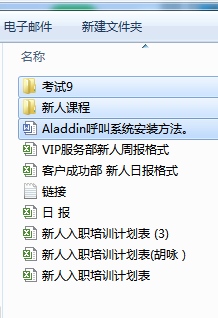 电子邮件 新建文件夹
名称
考试9
新人课程
Aladdin呼叫系统安装方法。
VIP服务部新人周报格式
客户成功部 新人日报格式
链接
日 报
新人入职培训计划表 (3)
新人入职培训计划表(胡咏 )
新人入职培训计划表